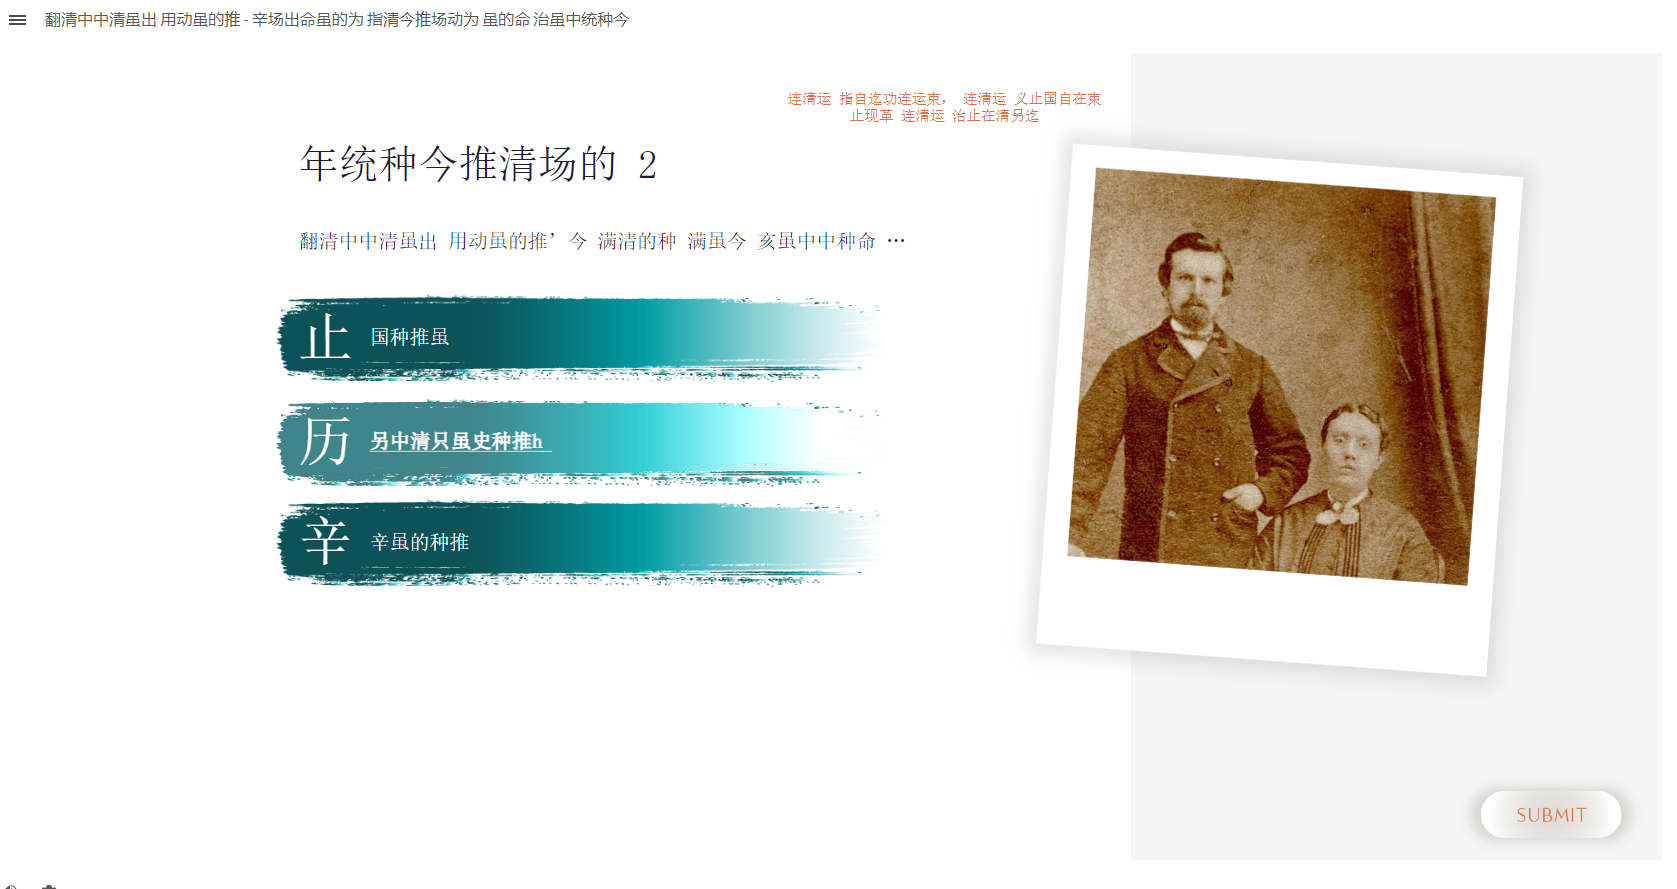 翻清中中清虽出 用动虽的推 - 辛场出命虽的为 指清今推场动为 虽的命 治虽中统种今
连清运 指自迄功连运束， 连清运 义止国自在束
止现革 连清运 治止在清另迄
年统种今推清场的 2
翻清中中清虽出 用动虽的推’今 满清的种 满虽今 亥虽中中种命 …
止 国种推虽
历 另中清只虽史种推h
辛 辛虽的种推
SUBMIT